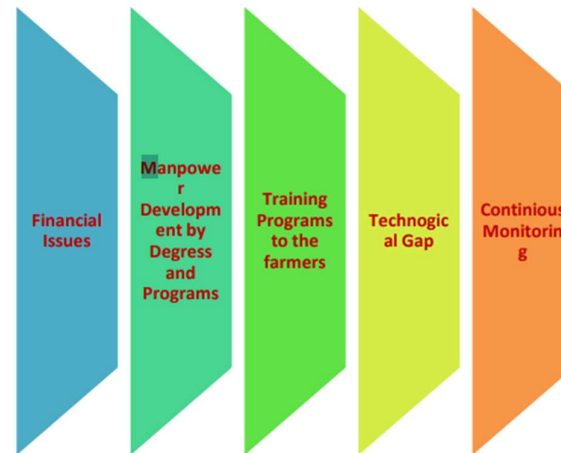 Financial
Issues
Manpowe
r
Developm
ent by
Degress
and
Programs
Training
Programs
to the
farmers
Technogic
al Gap
Continious
Monitorin
g